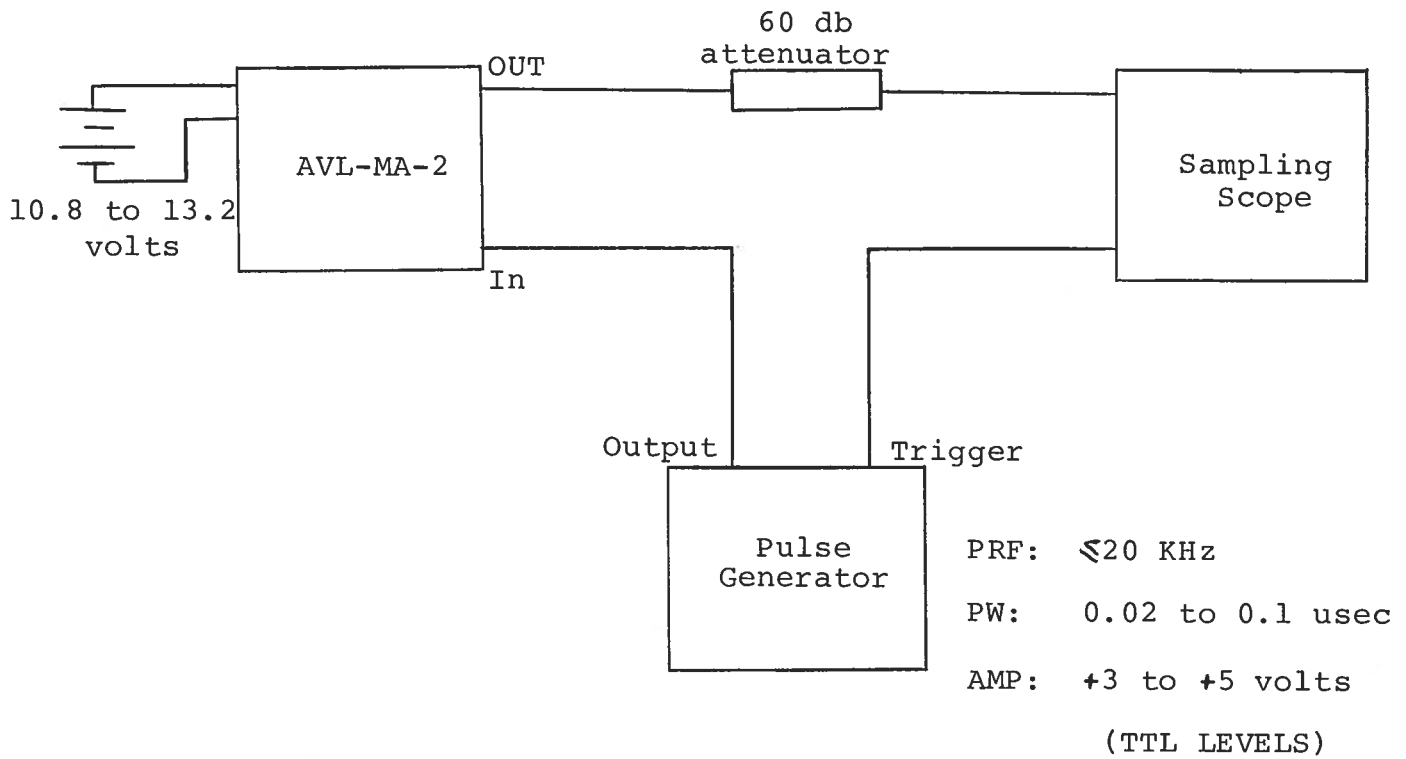 60 db
attenuator
OUT
AVL-MA-2
Sampling
Scope
10.8 to 13.2
volts
In
Output
Trigger
Pulse
Generator
PRF: ≤20 KHz
PW: 0.02 to 0.1 usec
AMP: +3 to +5 volts
(TTL LEVELS)